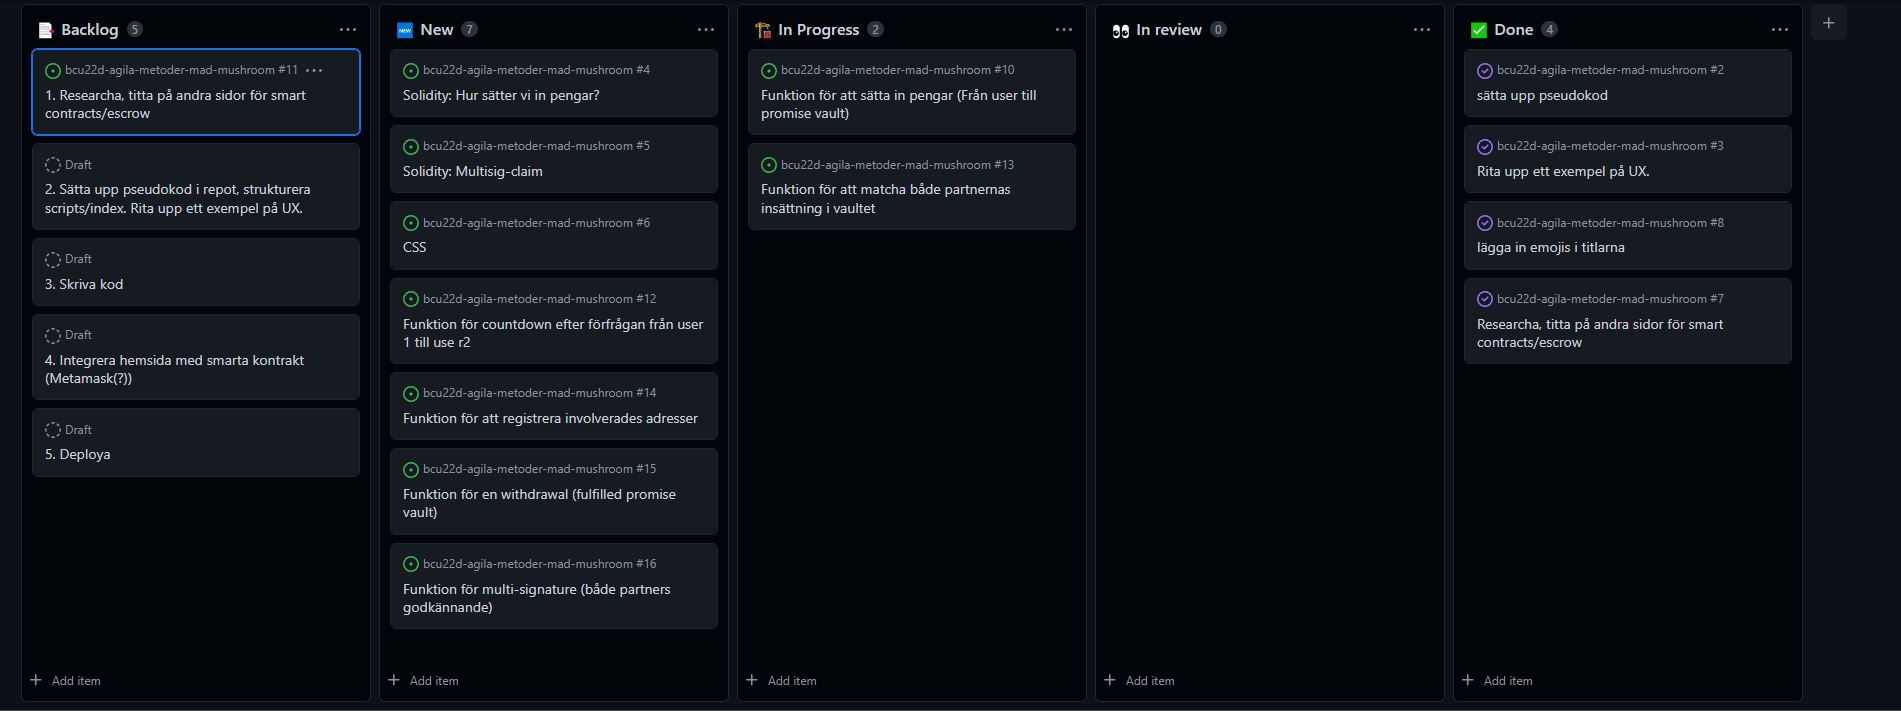 Backlog 5
bcu22d-agila-metoder-mad-mushroom #11
1. Researcha, titta på andra sidor för smart
contracts/escrow
Draft
2. Sätta upp pseudokod i repot, strukturera
scripts/index. Rita upp ett exempel på UX.
Draft
3. Skriva kod
Draft
4. Integrera hemsida med smarta kontrakt
(Metamask(?))
Draft
5. Deploya
Add item
NEW New 7
bcu22d-agila-metoder-mad-mushroom #4
Solidity: Hur sätter vi in pengar?
bcu22d-agila-metoder-mad-mushroom #5
Solidity: Multisig-claim
bcu22d-agila-metoder-mad-mushroom #6
CSS
bcu22d-agila-metoder-mad-mushroom #12
Funktion för countdown efter förfrågan från user
1 till use r2
bcu22d-agila-metoder-mad-mushroom #14
Funktion för att registrera involverades adresser
bcu22d-agila-metoder-mad-mushroom #15
Funktion för en withdrawal (fulfilled promise
vault)
bcu22d-agila-metoder-mad-mushroom #16
Funktion för multi-signature (både partners
godkännande)
Add item
In Progress 2
bcu22d-agila-metoder-mad-mushroom #10
Funktion för att sätta in pengar (Från user till
promise vault)
bcu22d-agila-metoder-mad-mushroom #13
Funktion för att matcha både partnernas
insättning i vaultet
Add item
In review 0
Add item
Done 4
bcu22d-agila-metoder-mad-mushroom #2
sätta upp pseudokod
bcu22d-agila-metoder-mad-mushroom #3
Rita upp ett exempel på UX.
bcu22d-agila-metoder-mad-mushroom #8
lägga in emojis i titlarna
bcu22d-agila-metoder-mad-mushroom #7
Researcha, titta på andra sidor för smart
contracts/escrow
Add item